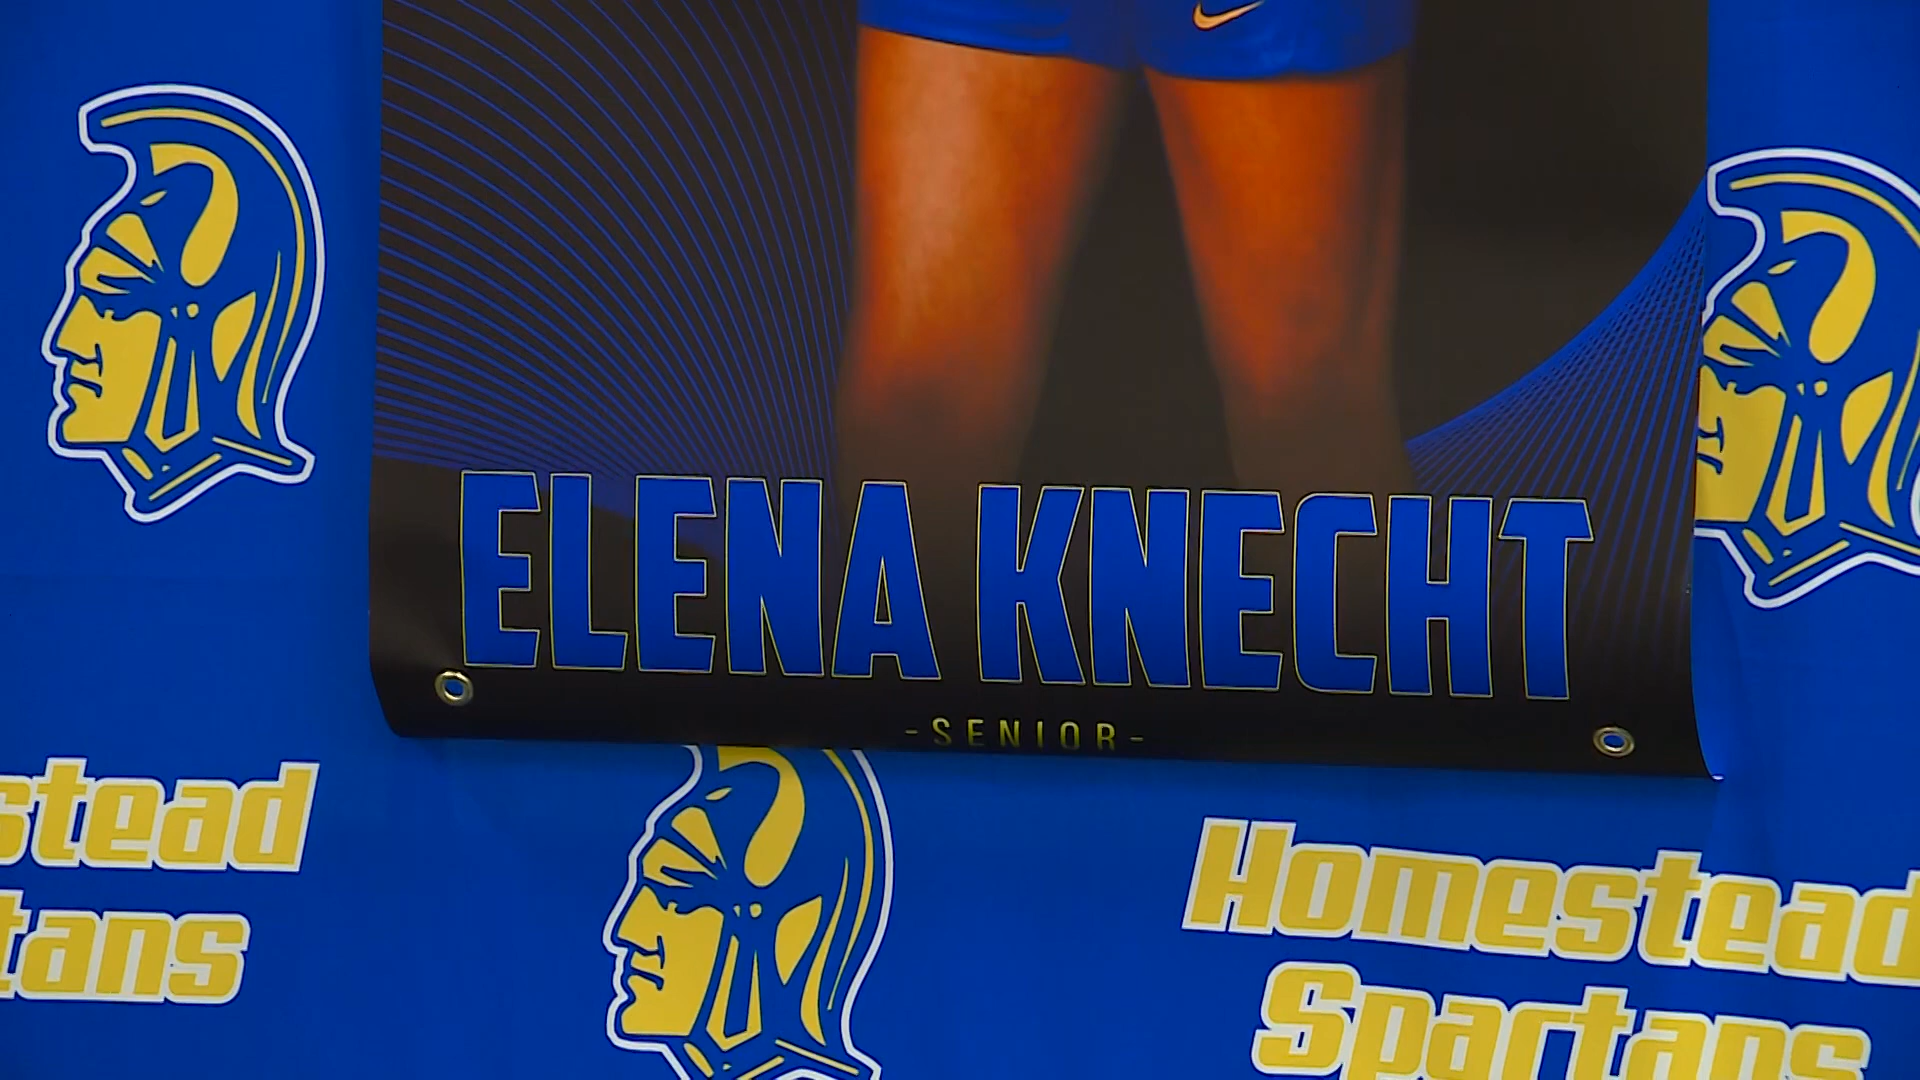 ELENA KNECHT
-SENIOR-
stead
tans
Homestead
Spartans